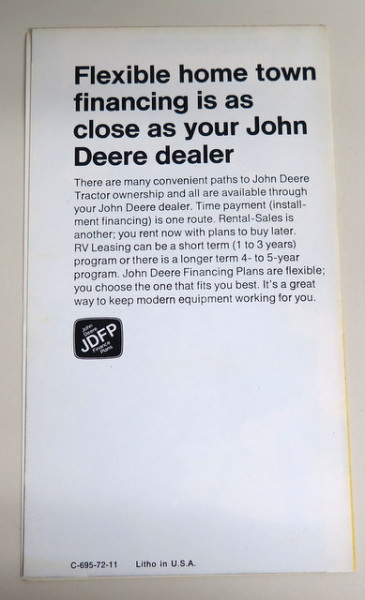 Flexible home town
financing is as
close as your John
Deere dealer
There are many convenient paths to John Deere
Tractor ownership and all are available through
your John Deere dealer. Time payment (install-
ment financing) is one route. Rental-Sales is
another; you rent now with plans to buy later.
RV Leasing can be a short term (1 to 3 years)
program or there is a longer term 4- to 5-year
program. John Deere Financing Plans are flexible;
you choose the one that fits you best. It's a great
way to keep modern equipment working for you.
John
Deere
JDFP
Finance
Plans
C-695-72-11 Litho in U.S.A.